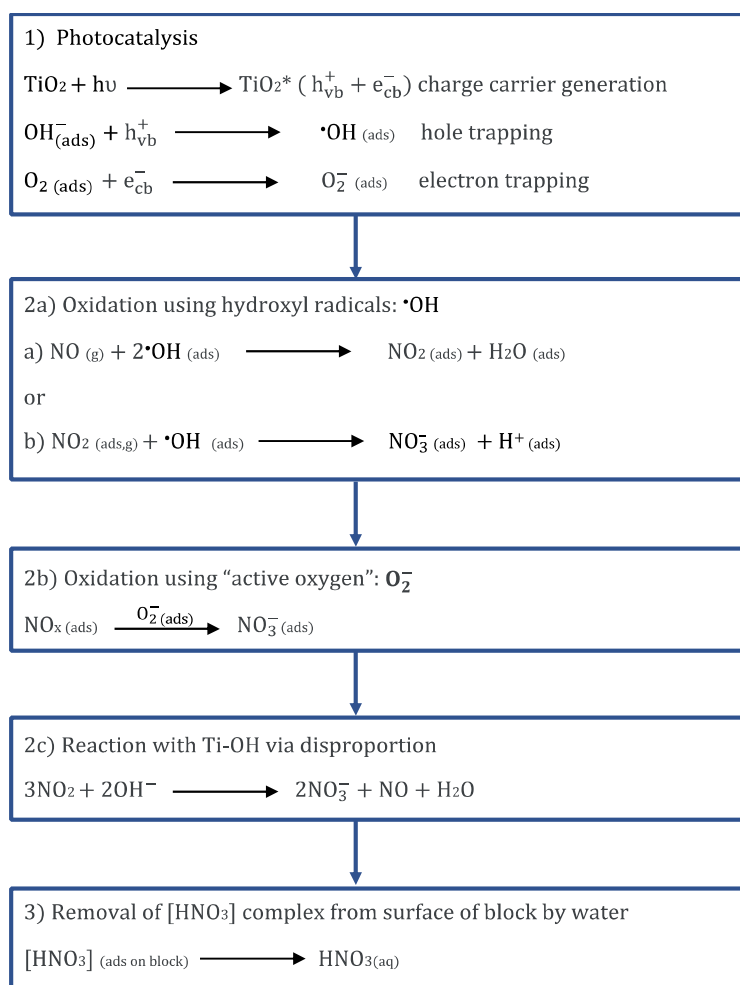 1) Photocatalysis
TiO₂ + hυ ⟶ TiO₂* ( h⁺vb + e⁻cb ) charge carrier generation
OH⁻(ads) + h⁺vb ⟶ •OH (ads) hole trapping
O₂ (ads) + e⁻cb ⟶ O₂⁻ (ads) electron trapping
2a) Oxidation using hydroxyl radicals: •OH
a) NO (g) + 2•OH (ads) ⟶ NO₂ (ads) + H₂O (ads)
or
b) NO₂ (ads,g) + •OH (ads) ⟶ NO₃⁻ (ads) + H⁺ (ads)
2b) Oxidation using “active oxygen”: O₂⁻
O₂⁻(ads)
NOx (ads) ⟶ NO₃⁻ (ads)
2c) Reaction with Ti-OH via disproportion
3NO₂ + 2OH⁻ ⟶ 2NO₃⁻ + NO + H₂O
3) Removal of [HNO₃] complex from surface of block by water
[HNO₃] (ads on block) ⟶ HNO₃(aq)